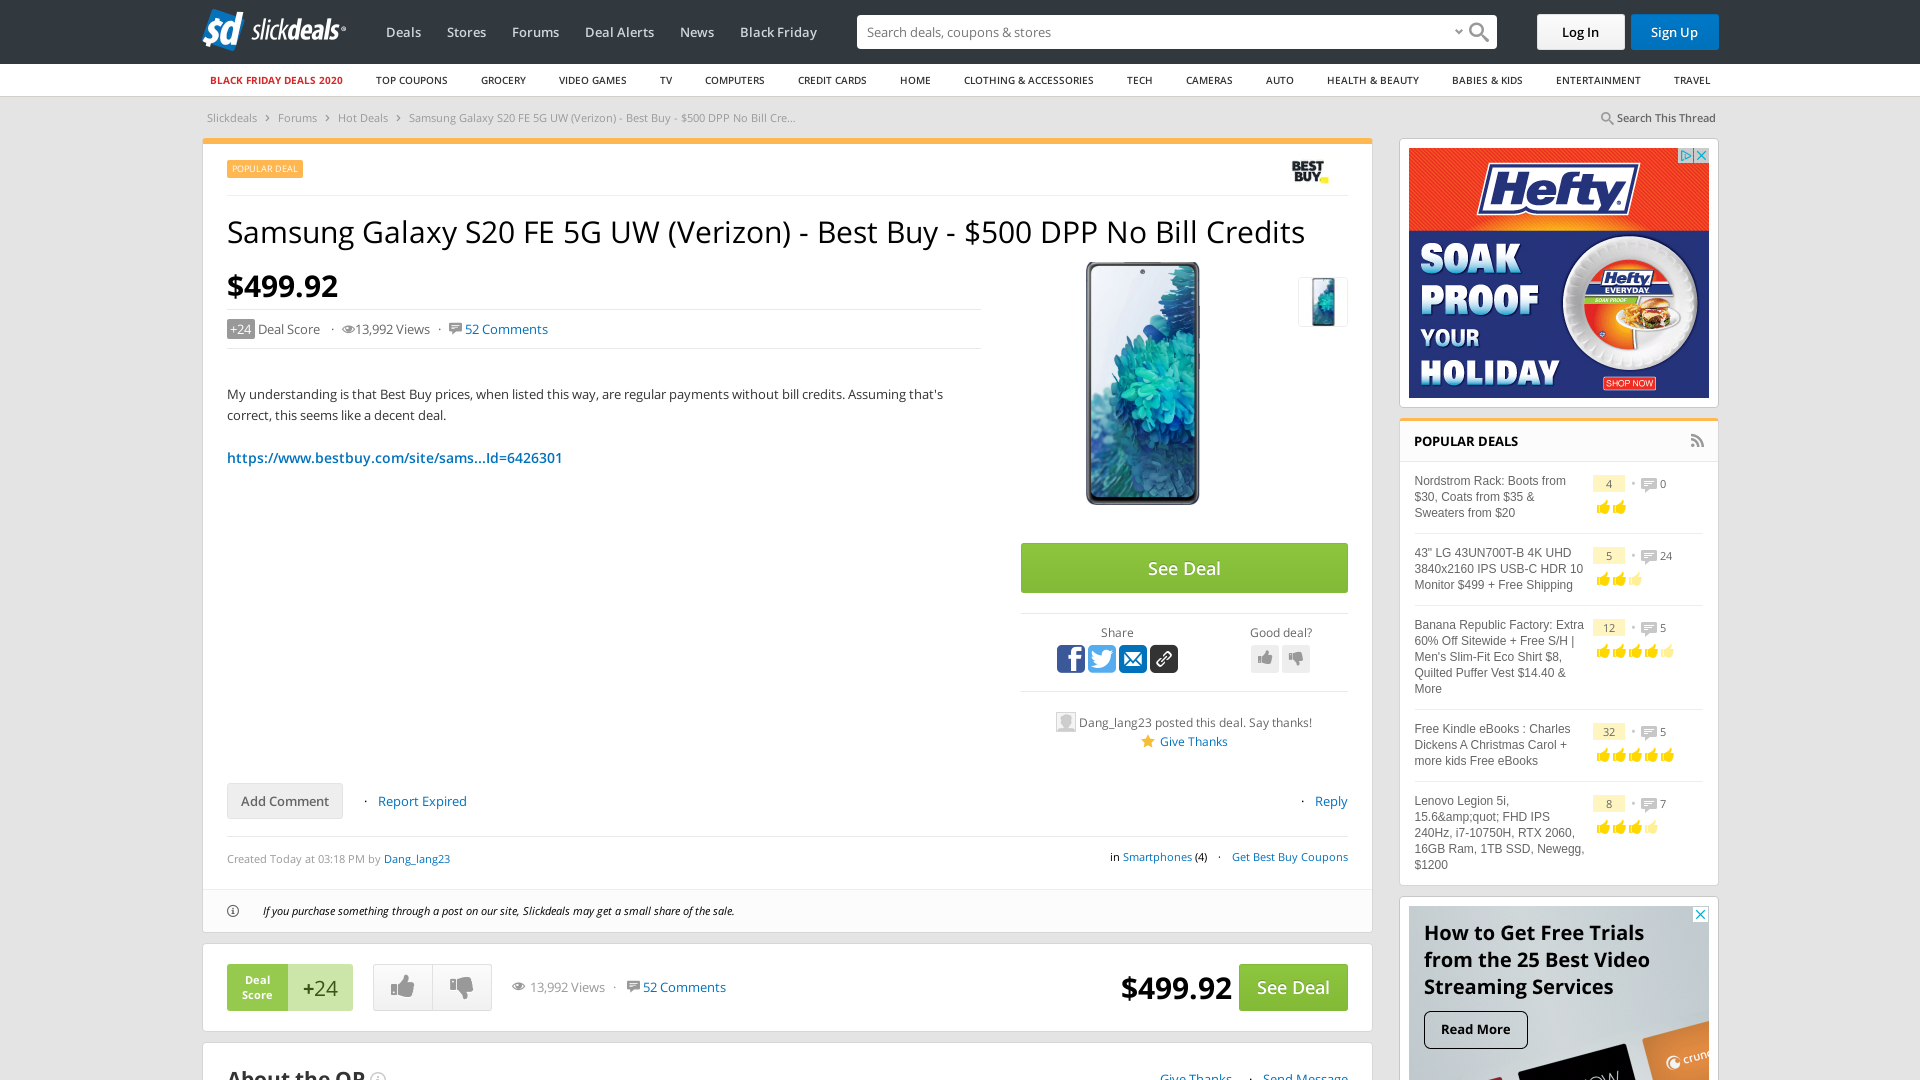 sd slickdeals
Deals Stores Forums Deal Alerts News Black Friday
Search deals, coupons & stores
Log In Sign Up
BLACK FRIDAY DEALS 2020 TOP COUPONS GROCERY VIDEO GAMES TV COMPUTERS CREDIT CARDS HOME CLOTHING & ACCESSORIES TECH CAMERAS AUTO HEALTH & BEAUTY BABIES & KIDS ENTERTAINMENT TRAVEL
Slickdeals › Forums › Hot Deals › Samsung Galaxy S20 FE 5G UW (Verizon) - Best Buy - $500 DPP No Bill Cre...
Search This Thread
POPULAR DEAL
BEST
BUY
Samsung Galaxy S20 FE 5G UW (Verizon) - Best Buy - $500 DPP No Bill Credits
$499.92
+24 Deal Score · 13,992 Views · 52 Comments
My understanding is that Best Buy prices, when listed this way, are regular payments without bill credits. Assuming that's
correct, this seems like a decent deal.
https://www.bestbuy.com/site/sams...Id=6426301
See Deal
Share
Good deal?
Dang_lang23 posted this deal. Say thanks!
Give Thanks
Add Comment · Report Expired
· Reply
Created Today at 03:18 PM by Dang_lang23
in Smartphones (4) · Get Best Buy Coupons
If you purchase something through a post on our site, Slickdeals may get a small share of the sale.
Deal
Score
+24
13,992 Views · 52 Comments
$499.92
See Deal
About the OP
Give Thanks · Send Message
Hefty
SOAK
PROOF
YOUR
HOLIDAY
Hefty
EVERYDAY
SOAK PROOF
SHOP NOW
POPULAR DEALS
Nordstrom Rack: Boots from
$30, Coats from $35 &
Sweaters from $20
4 • 0
43" LG 43UN700T-B 4K UHD
3840x2160 IPS USB-C HDR 10
Monitor $499 + Free Shipping
5 • 24
Banana Republic Factory: Extra
60% Off Sitewide + Free S/H |
Men's Slim-Fit Eco Shirt $8,
Quilted Puffer Vest $14.40 &
More
12 • 5
Free Kindle eBooks : Charles
Dickens A Christmas Carol +
more kids Free eBooks
32 • 5
Lenovo Legion 5i,
15.6&amp;quot; FHD IPS
240Hz, i7-10750H, RTX 2060,
16GB Ram, 1TB SSD, Newegg,
$1200
8 • 7
How to Get Free Trials
from the 25 Best Video
Streaming Services
Read More